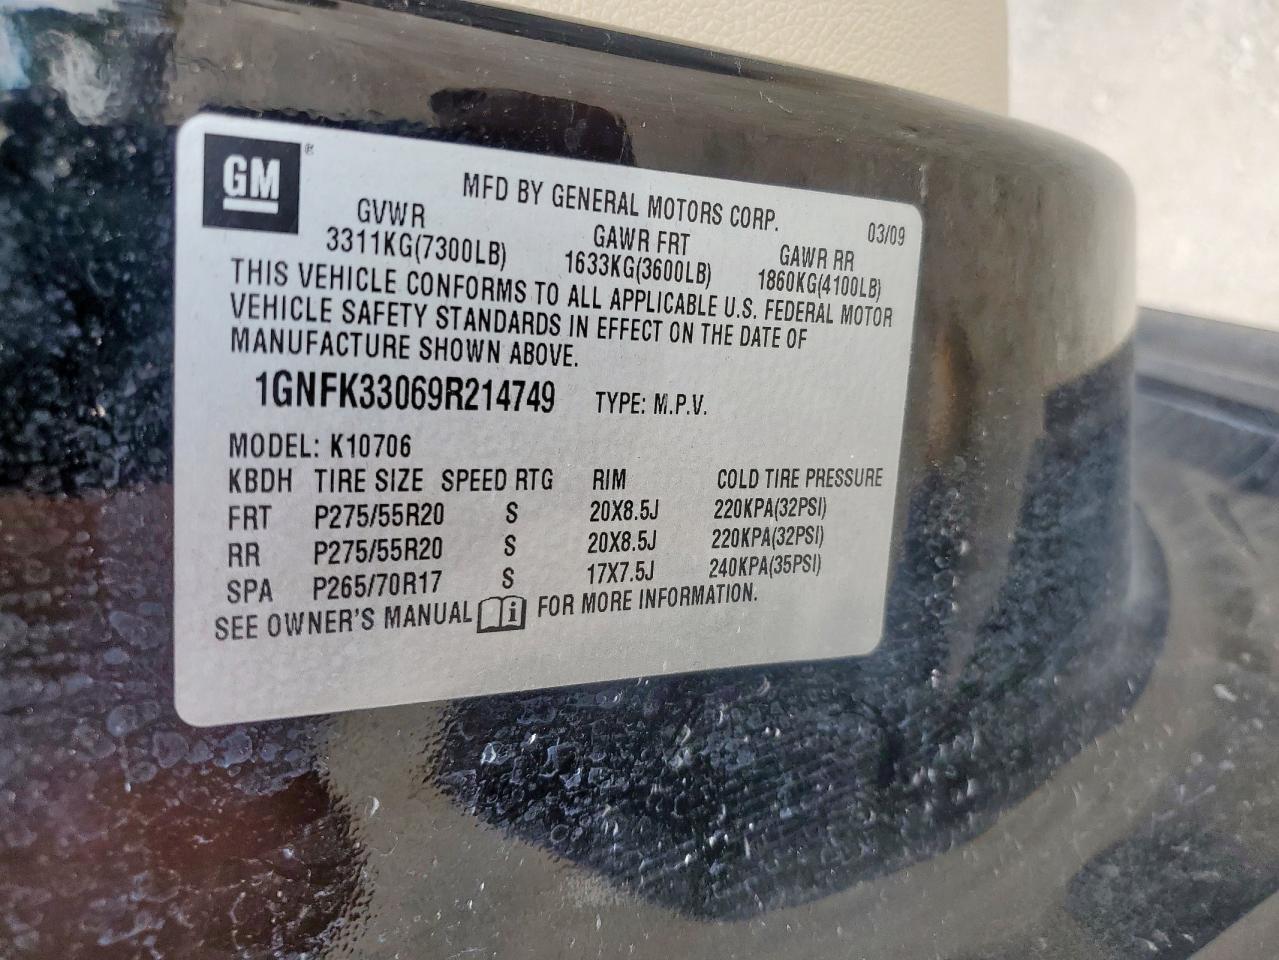 GM®
MFD BY GENERAL MOTORS CORP. 03/09
GVWR GAWR FRT GAWR RR
3311KG(7300LB) 1633KG(3600LB) 1860KG(4100LB)
THIS VEHICLE CONFORMS TO ALL APPLICABLE U.S. FEDERAL MOTOR
VEHICLE SAFETY STANDARDS IN EFFECT ON THE DATE OF
MANUFACTURE SHOWN ABOVE.
1GNFK33069R214749 TYPE: M.P.V.
MODEL: K10706
KBDH TIRE SIZE SPEED RTG RIM COLD TIRE PRESSURE
FRT P275/55R20 S 20X8.5J 220KPA(32PSI)
RR P275/55R20 S 20X8.5J 220KPA(32PSI)
SPA P265/70R17 S 17X7.5J 240KPA(35PSI)
SEE OWNER'S MANUAL i FOR MORE INFORMATION.